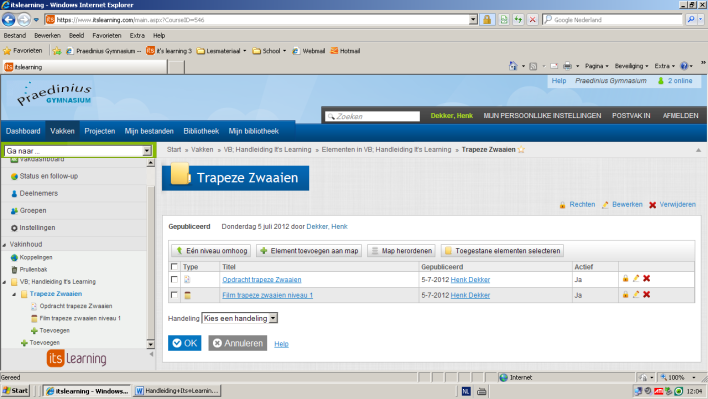 itslearning - Windows Internet Explorer
https://www.itslearning.com/main.aspx?CourseID=546
Google Nederland
Bestand Bewerken Beeld Favorieten Extra Help
Favorieten Praedinius Gymnasium -- it's learning 3 Lesmateriaal School Webmail Hotmail
itslearning
Pagina Beveiliging Extra
Praedinius
GYMNASIUM
Help Praedinius Gymnasium 2 online
Zoeken Dekker, Henk MIJN PERSOONLIJKE INSTELLINGEN POSTVAK IN AFMELDEN
Dashboard Vakken Projecten Mijn bestanden Bibliotheek Mijn bibliotheek
Ga naar ...
Start » Vakken » VB; Handleiding It's Learning » Elementen in VB; Handleiding It's Learning » Trapeze Zwaaien
Vakdashboard
Status en follow-up
Deelnemers
Groepen
Instellingen
Vakinhoud
Koppelingen
Prullenbak
VB; Handleiding It's Learning
Trapeze Zwaaien
Opdracht trapeze Zwaaien
Film trapeze zwaaien niveau 1
Toevoegen
Toevoegen
its Learning
Trapeze Zwaaien
Rechten Bewerken Verwijderen
Gepubliceerd Donderdag 5 juli 2012 door Dekker, Henk
Eén niveau omhoog Element toevoegen aan map Map herordenen Toegestane elementen selecteren
Type Titel Gepubliceerd Actief
Opdracht trapeze Zwaaien 5-7-2012 Henk Dekker Ja
Film trapeze zwaaien niveau 1 5-7-2012 Henk Dekker Ja
Handeling Kies een handeling
OK Annuleren Help
Gereed Internet 100%
Start itslearning - Windows... Handleiding+Its+Learnin... NL 12:04